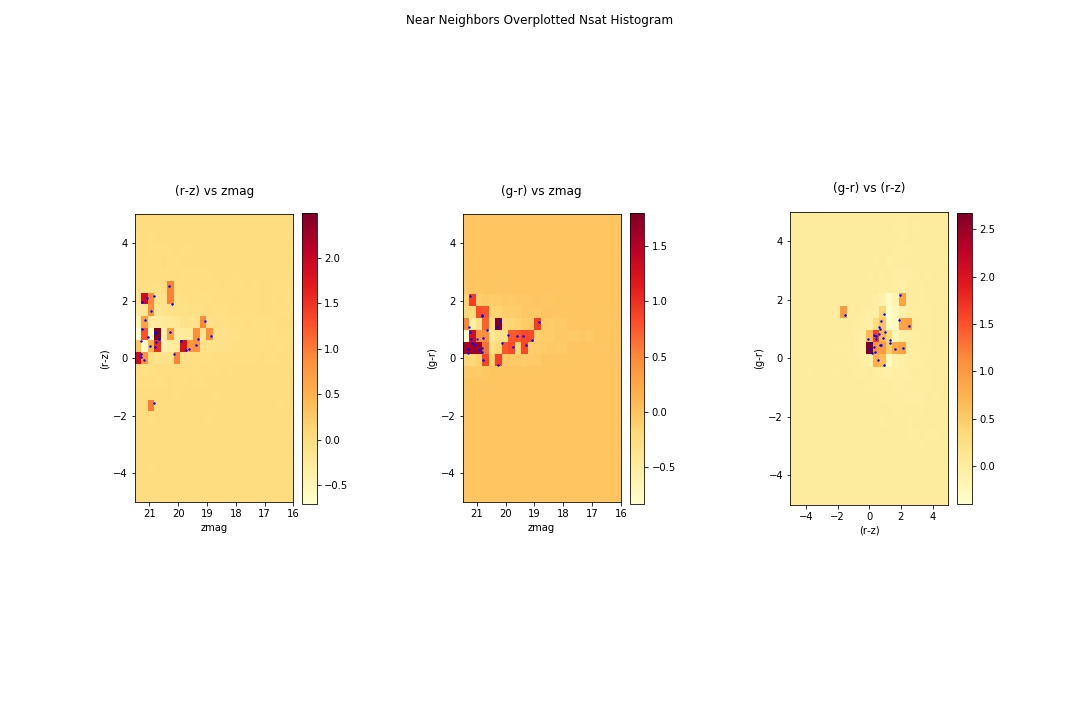 Near Neighbors Overplotted Nsat Histogram
(r-z) vs zmag
(r-z)
4
2
0
−2
−4
21 20 19 18 17 16
zmag
2.0
1.5
1.0
0.5
0.0
−0.5
(g-r) vs zmag
(g-r)
4
2
0
−2
−4
21 20 19 18 17 16
zmag
1.5
1.0
0.5
0.0
−0.5
(g-r) vs (r-z)
(g-r)
4
2
0
−2
−4
−4 −2 0 2 4
(r-z)
2.5
2.0
1.5
1.0
0.5
0.0